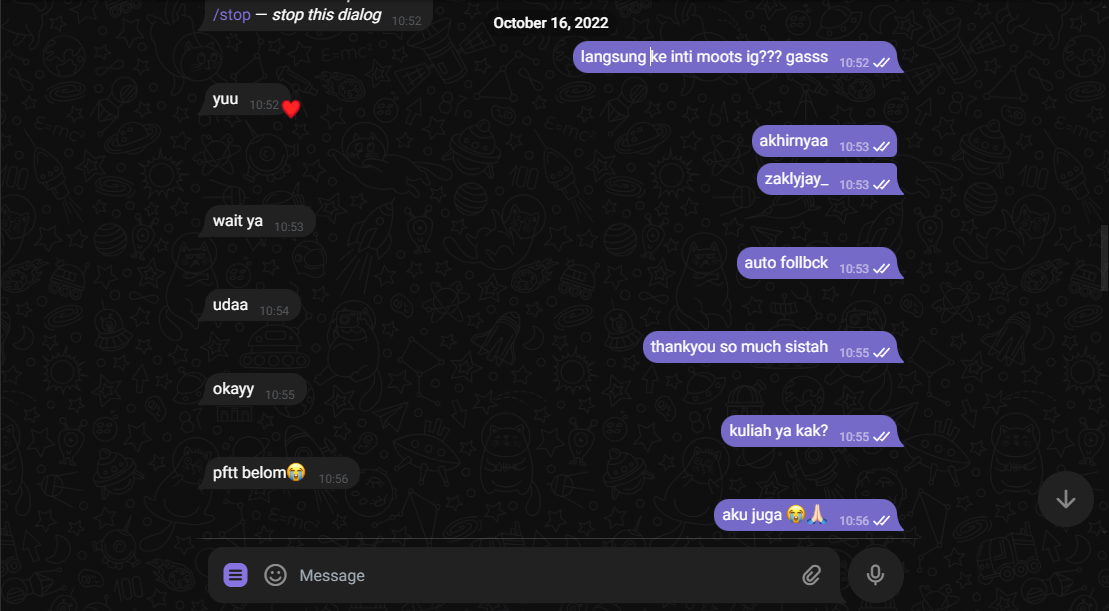 /stop — stop this dialog 10:52
October 16, 2022
langsung ke inti moots ig??? gasss 10:52
yuu 10:52
akhirnyaa 10:53
zaklyjay_ 10:53
wait ya 10:53
auto follbck 10:53
udaa 10:54
thankyou so much sistah 10:55
okayy 10:55
kuliah ya kak? 10:55
pftt belom😭 10:56
aku juga 😭🙏🏻 10:56
Message